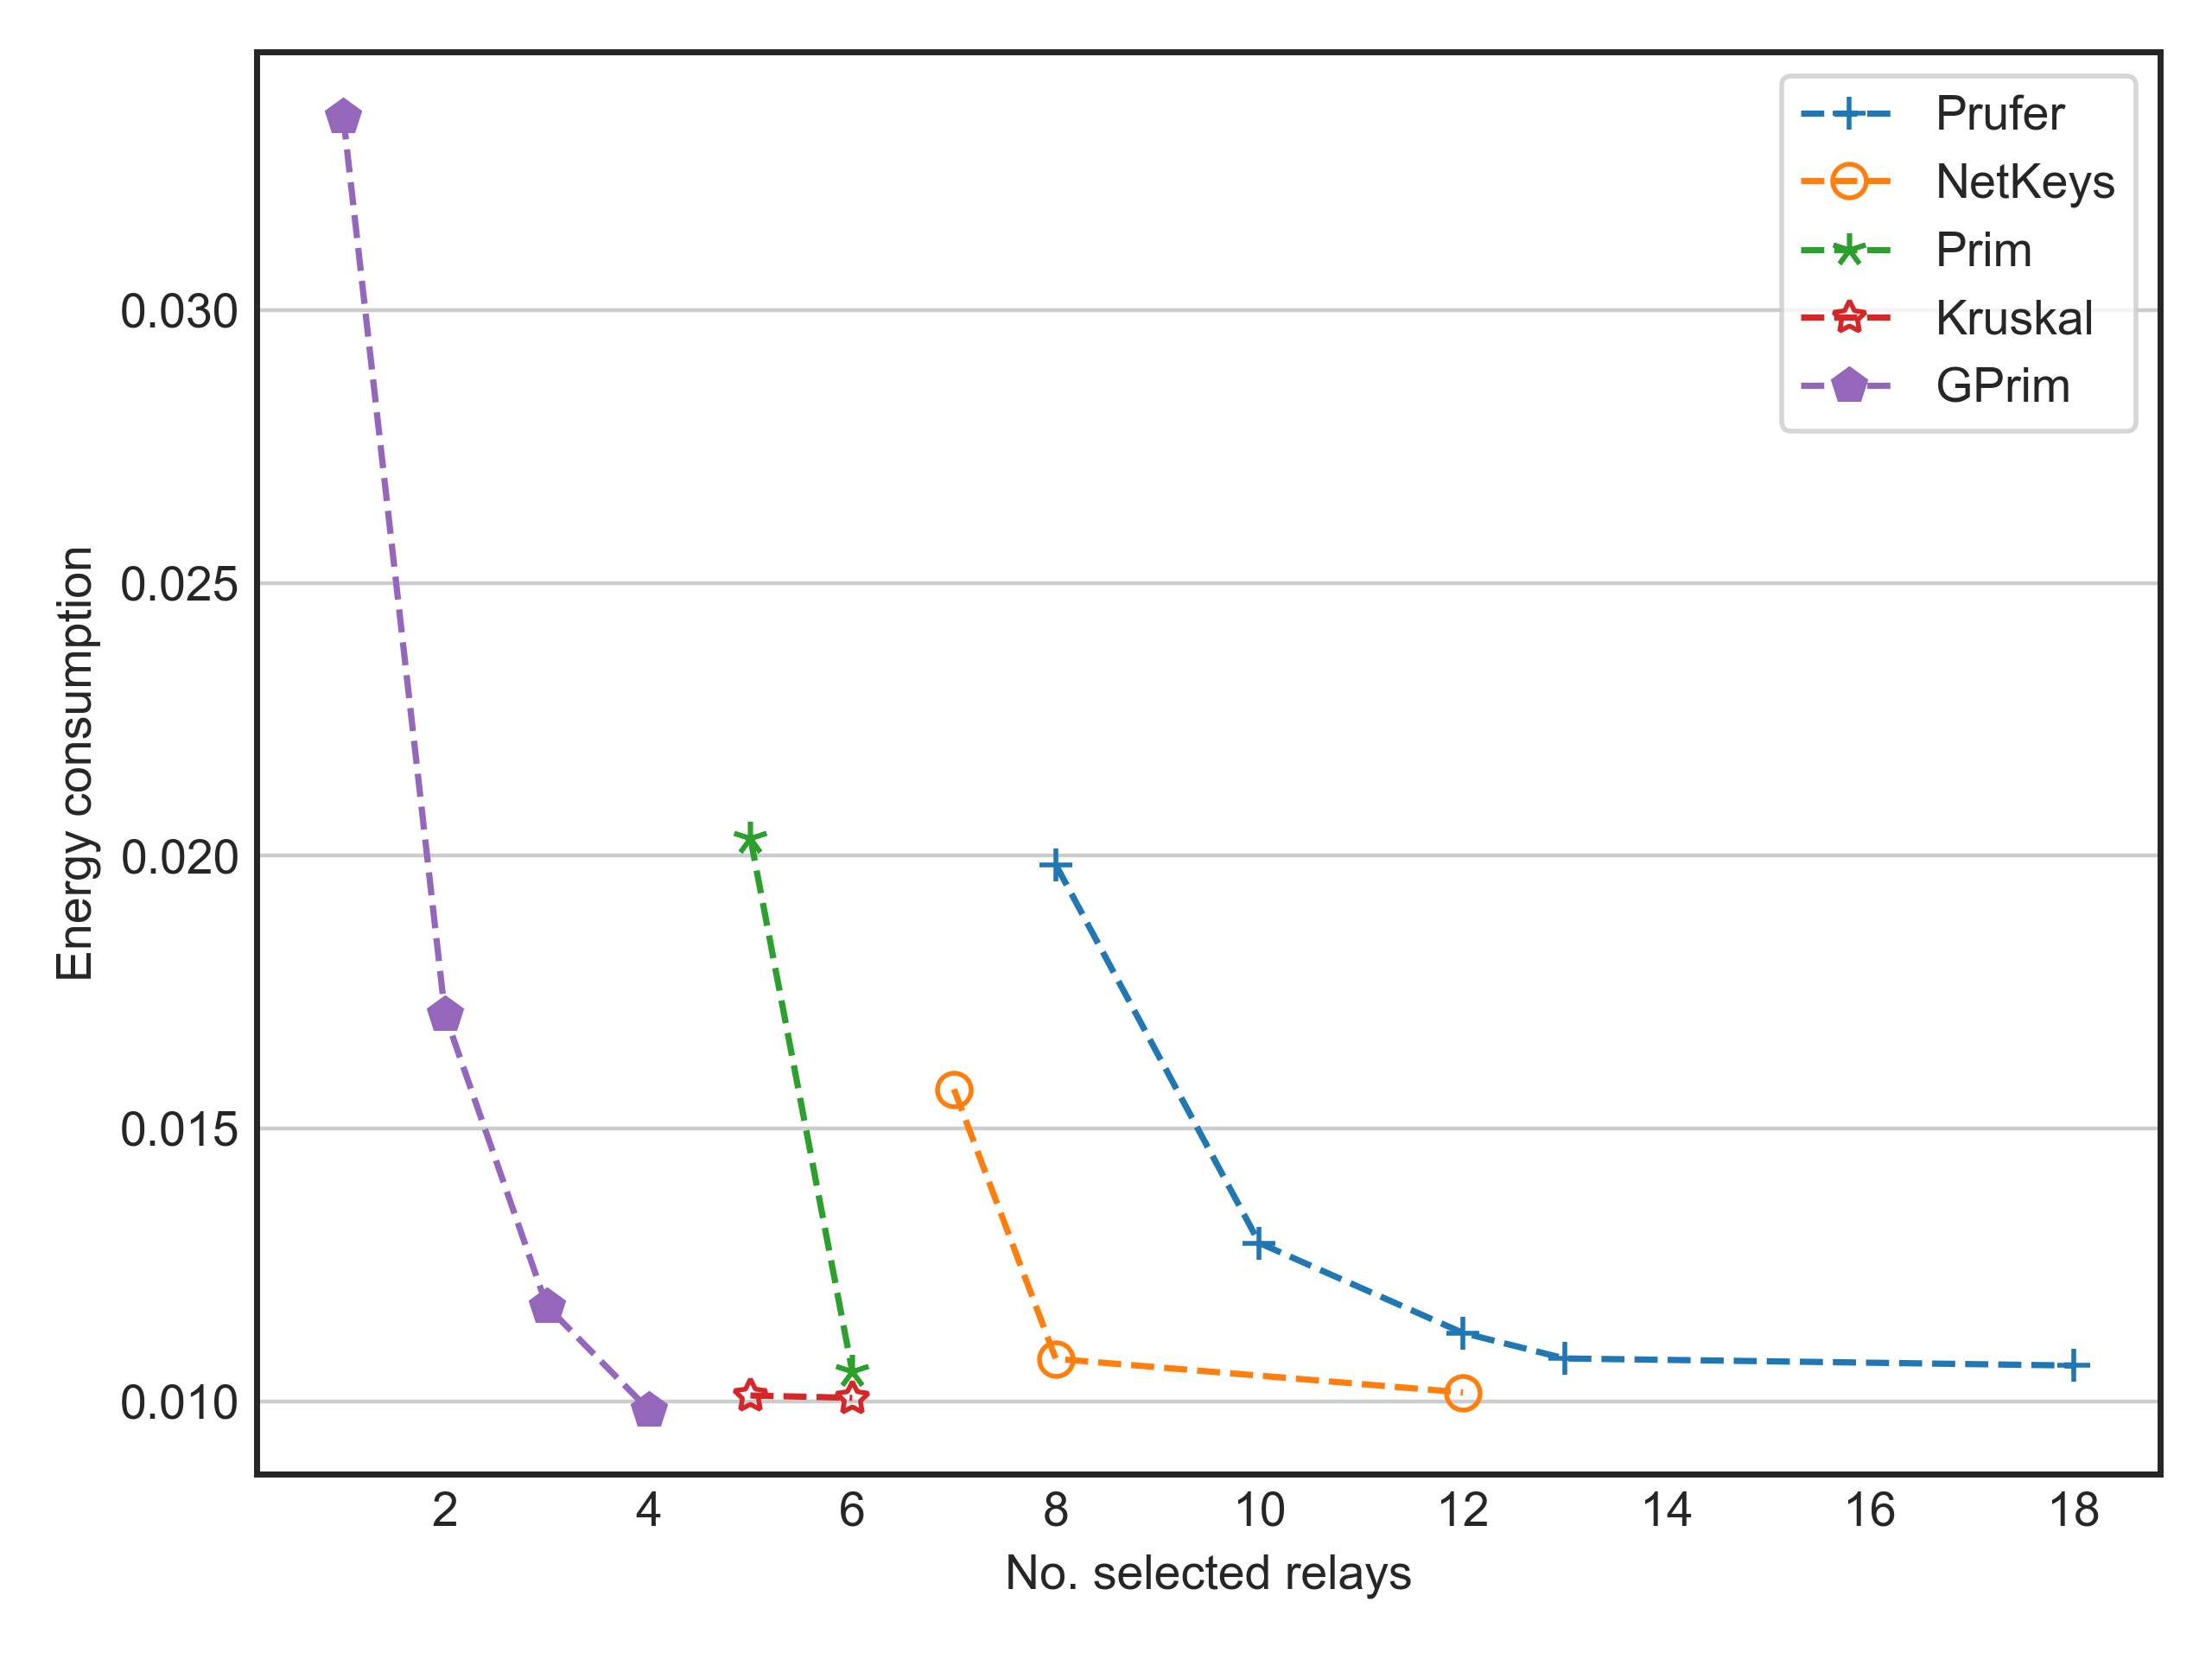 Prufer
NetKeys
Prim
Kruskal
GPrim
Energy consumption
0.030
0.025
0.020
0.015
0.010
2 4 6 8 10 12 14 16 18
No. selected relays